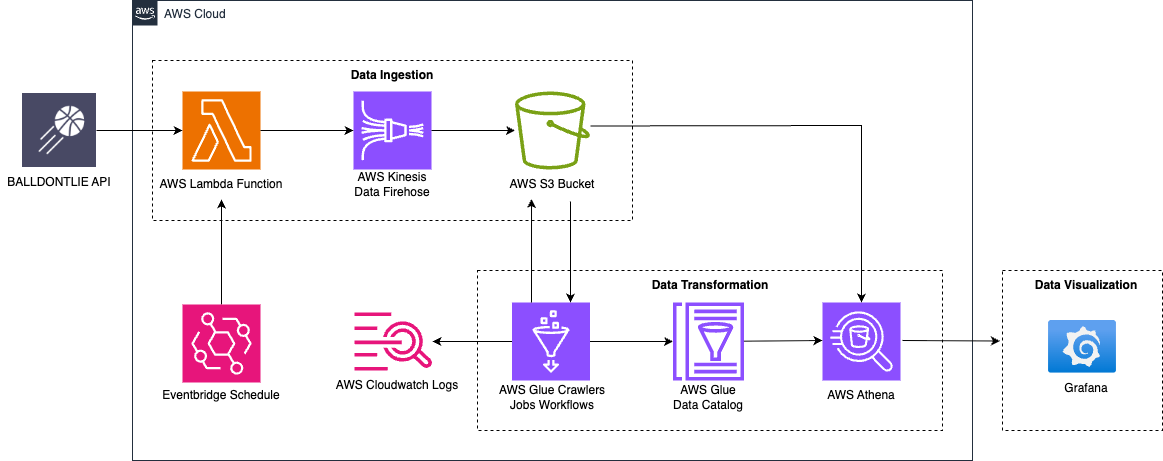 aws
AWS Cloud
Data Ingestion
BALLDONTLIE API
AWS Lambda Function
AWS Kinesis
Data Firehose
AWS S3 Bucket
Data Transformation
Data Visualization
Eventbridge Schedule
AWS Cloudwatch Logs
AWS Glue Crawlers
Jobs Workflows
AWS Glue
Data Catalog
AWS Athena
Grafana